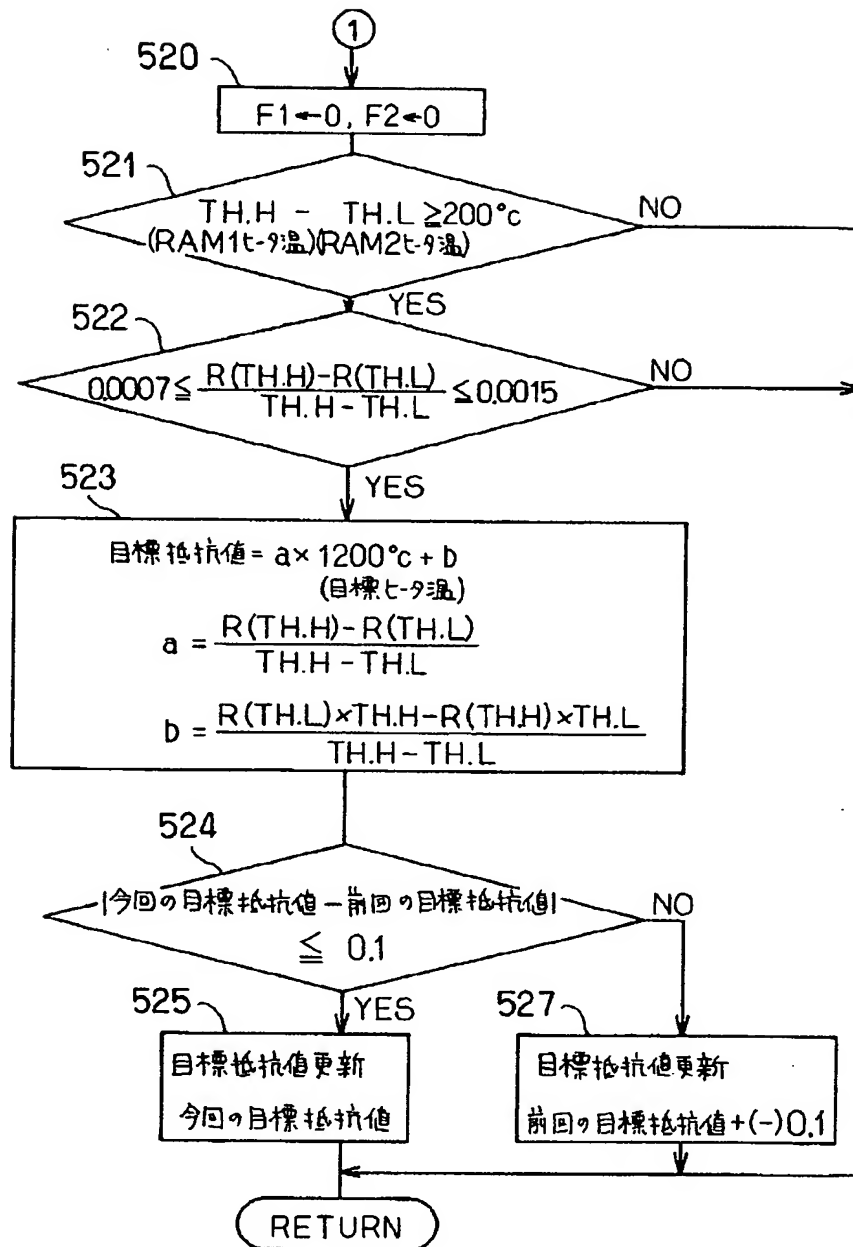 1
520
F1←0, F2←0
521
TH.H - TH.L ≧200°c
(RAM1ヒータ温)(RAM2ヒータ温)
NO
YES
522
0.0007≦ R(TH.H)-R(TH.L) ≦0.0015
TH.H-TH.L
NO
YES
523
目標抵抗値=a×1200°c+b
(目標ヒータ温)
a = R(TH.H)-R(TH.L)
TH.H-TH.L
b = R(TH.L)×TH.H-R(TH.H)×TH.L
TH.H-TH.L
524
|今回の目標抵抗値-前回の目標抵抗値|
≦ 0.1
NO
YES
525
目標抵抗値更新
今回の目標抵抗値
527
目標抵抗値更新
前回の目標抵抗値+(-)0.1
RETURN